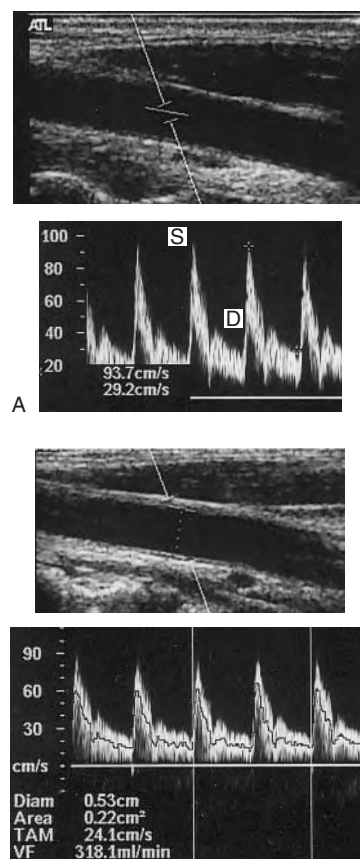 ATL
100
S
80
60
D
40
20
93.7cm/s
29.2cm/s
A
90
60
30
cm/s
Diam 0.53cm
Area 0.22cm²
TAM 24.1cm/s
VF 318.1ml/min